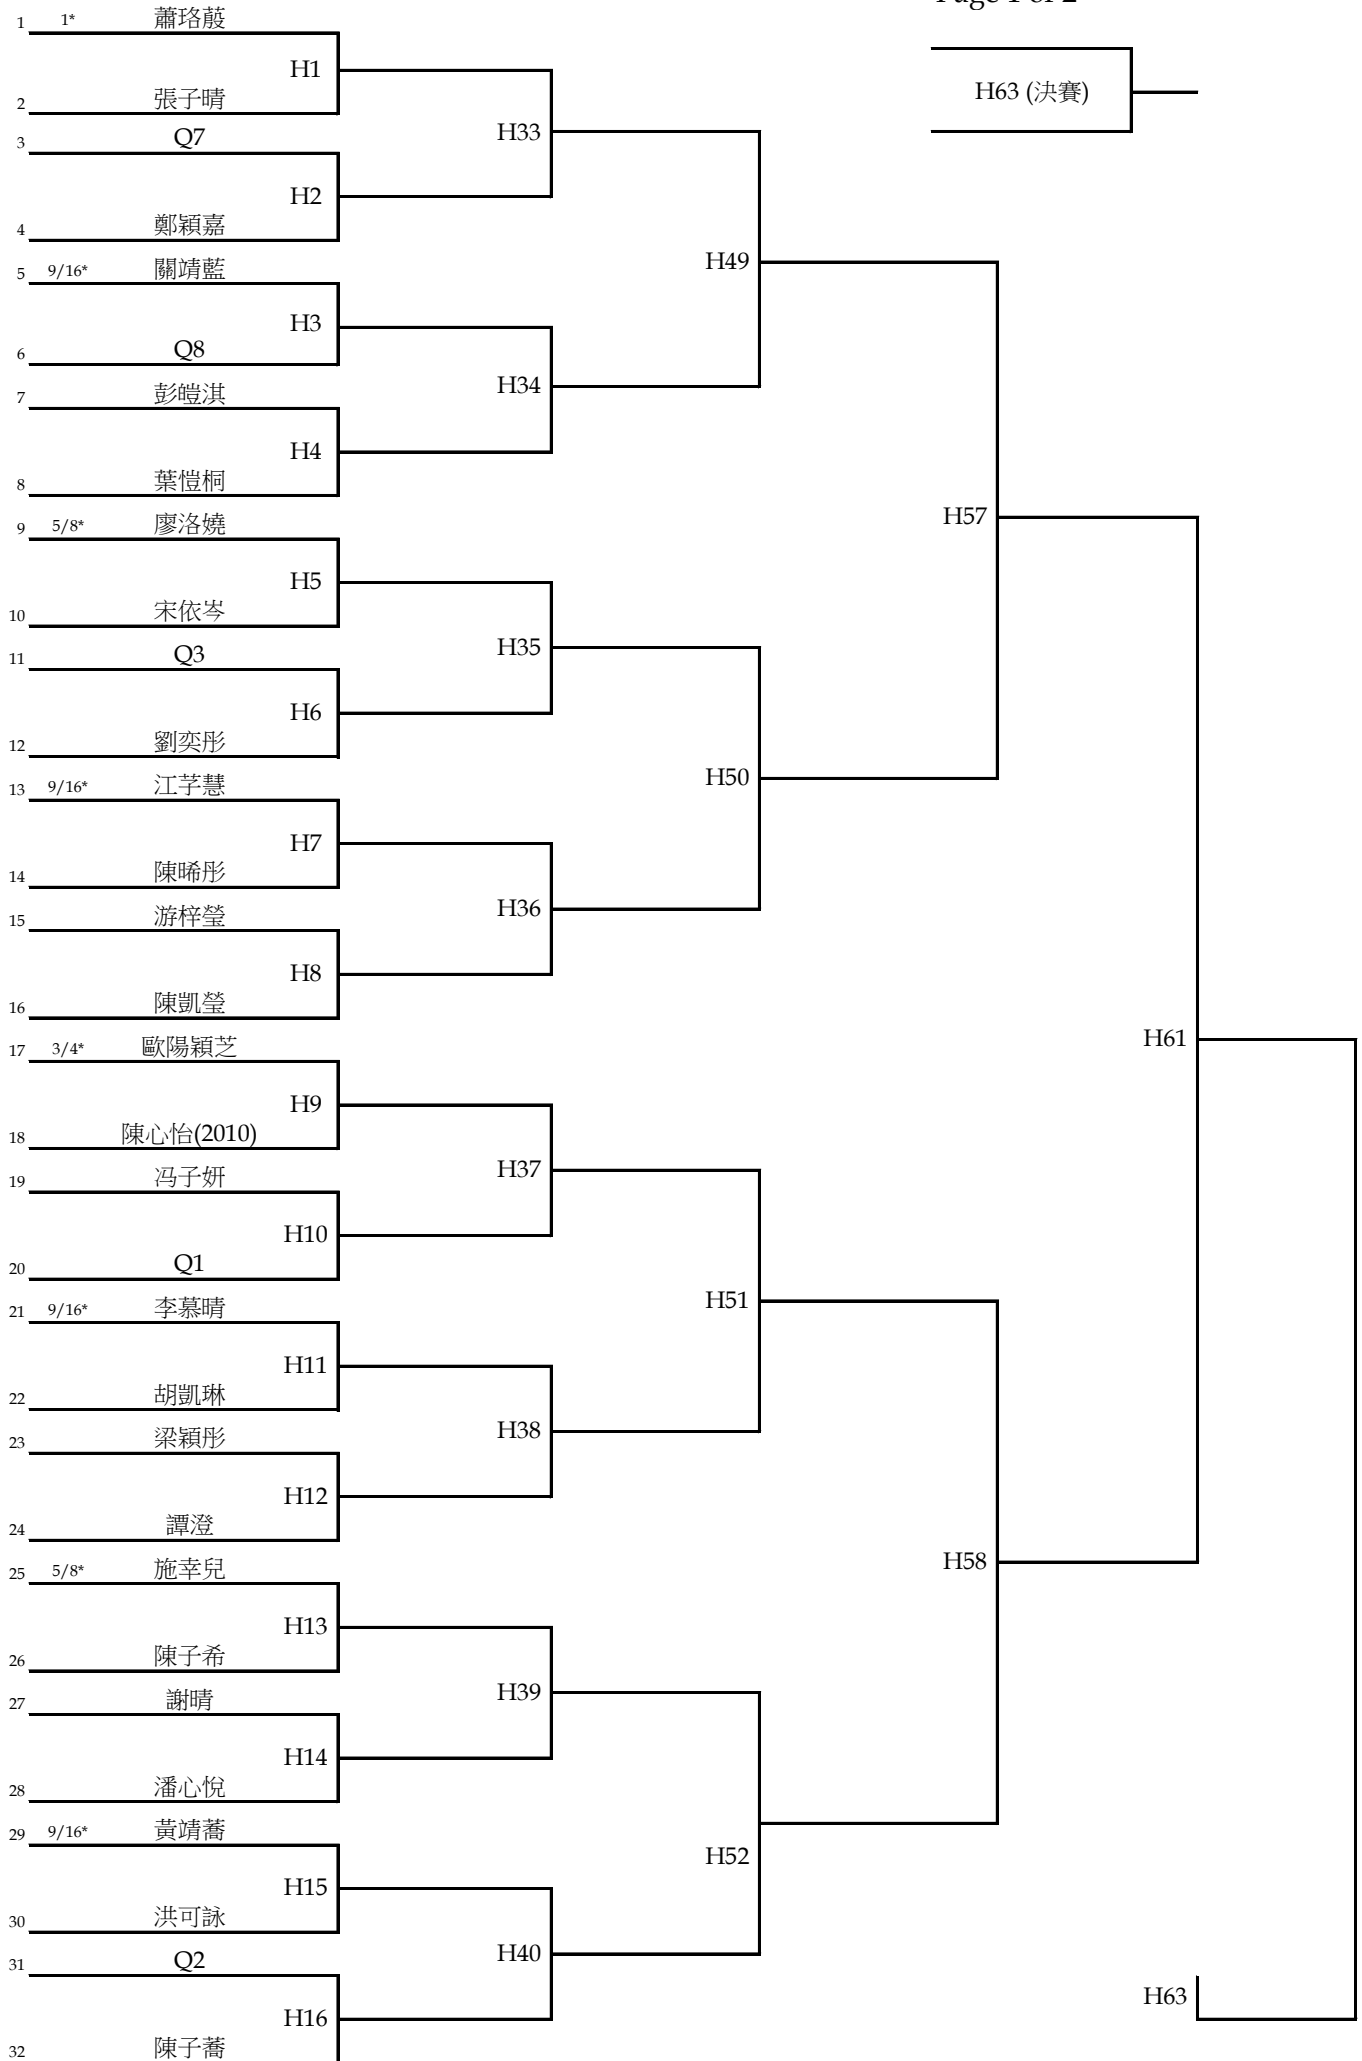 Page 1 of 2
H63 (決賽)
1 1* 蕭珞蕟
H1
2 張子晴
H33
3 Q7
H2
4 鄭穎嘉
H49
5 9/16* 關靖藍
H3
6 Q8
H34
7 彭暟淇
H4
8 葉愷桐
H57
9 5/8* 廖洛嬈
H5
10 宋依岑
H35
11 Q3
H6
12 劉奕彤
H50
13 9/16* 江芓慧
H7
14 陳晞彤
H36
15 游梓瑩
H8
16 陳凱瑩
H61
17 3/4* 歐陽穎芝
H9
18 陳心怡(2010)
H37
19 冯子妍
H10
20 Q1
H51
21 9/16* 李慕晴
H11
22 胡凱琳
H38
23 梁穎彤
H12
24 譚澄
H58
25 5/8* 施幸兒
H13
26 陳子希
H39
27 謝晴
H14
28 潘心悅
H52
29 9/16* 黃靖蕎
H15
30 洪可詠
H40
31 Q2
H16
32 陳子蕎
H63